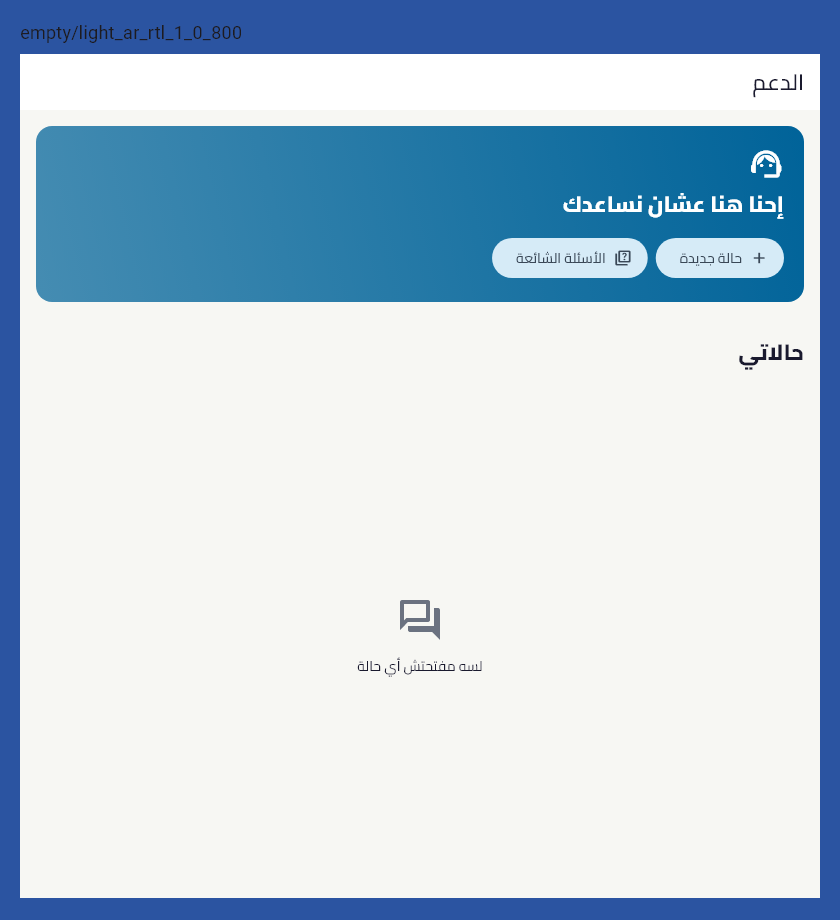 empty/light_ar_rtl_1_0_800
الدعم
إحنا هنا عشان نساعدك
حالة جديدة
الأسئلة الشائعة
حالاتي
لسه مفتحتش أي حالة